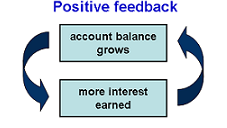 Positive feedback
account balance
grows
more interest
earned